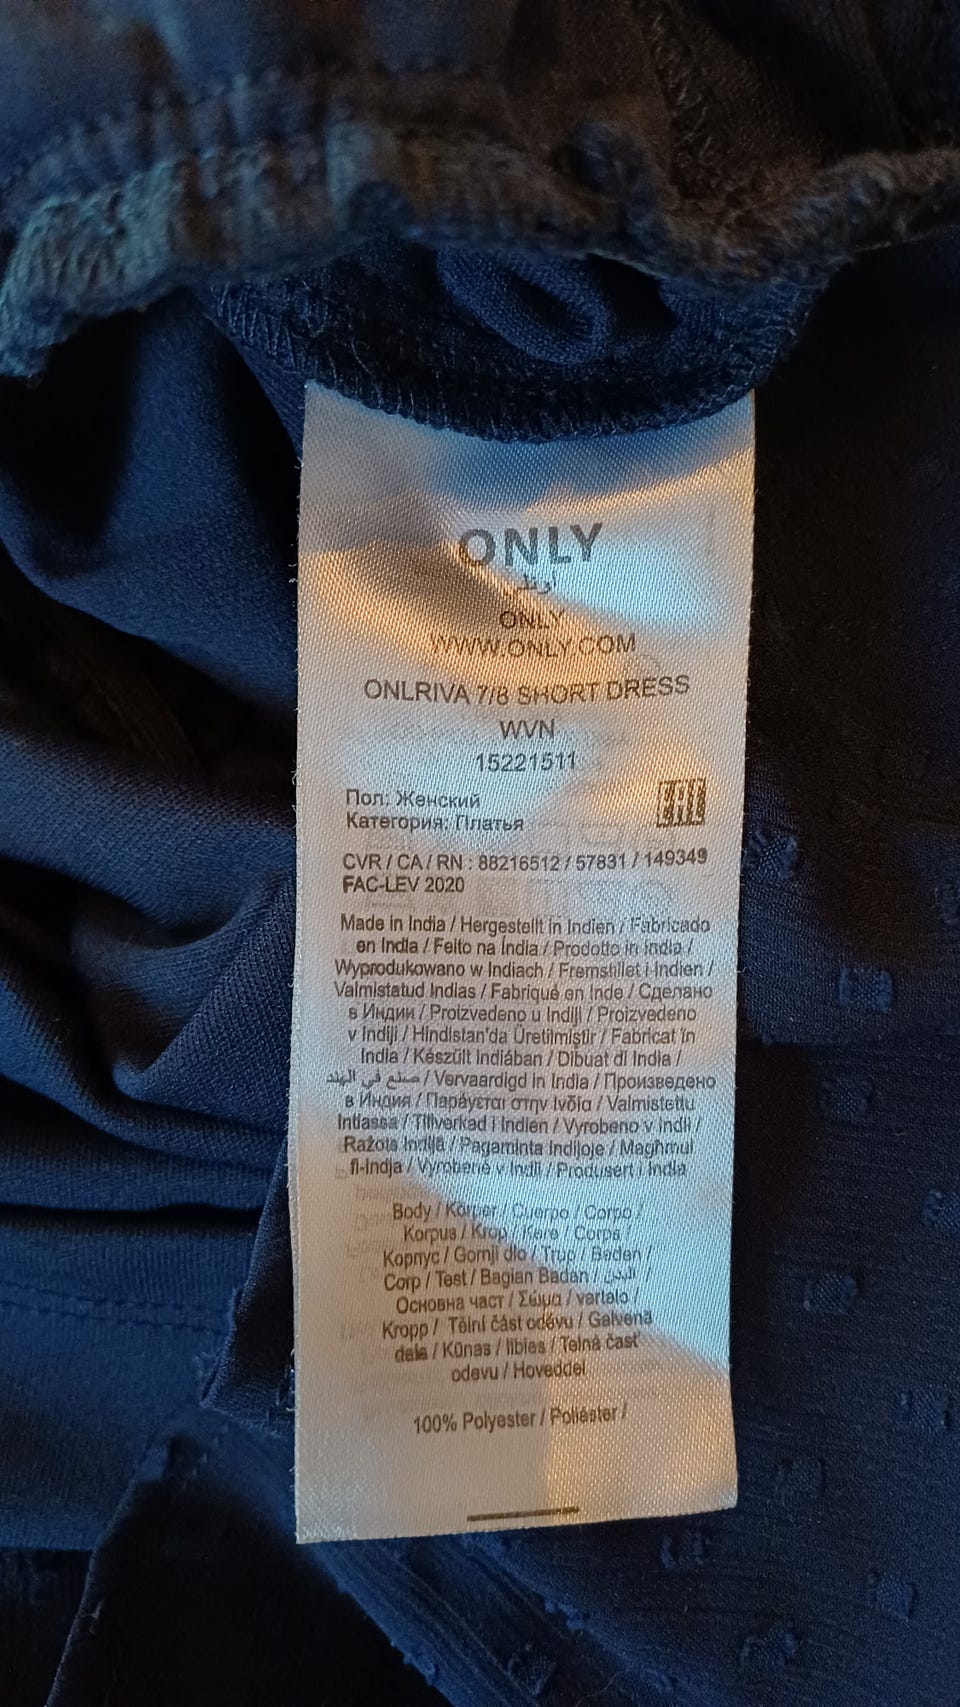 ONLY
اونلي
ONLY
WWW.ONLY.COM
ONLRIVA 7/8 SHORT DRESS
WVN
15221511
Пол: Женский
Категория: Платья
EAC
CVR / CA / RN : 88216512 / 57831 / 149349
FAC-LEV 2020
Made in India / Hergestellt in Indien / Fabricado
en India / Feito na Índia / Prodotto in India /
Wyprodukowano w Indiach / Fremstillet i Indien /
Valmistatud Indias / Fabriqué en Inde / Сделано
в Индии / Proizvedeno u Indiji / Proizvedeno
v Indiji / Hindistan'da Üretilmiştir / Fabricat în
India / Készült Indiában / Dibuat di India /
صنع في الهند / Vervaardigd in India / Произведено
в Индия / Παράγεται στην Ινδία / Valmistettu
Intiassa / Tillverkad i Indien / Vyrobeno v Indii /
Ražots Indijā / Pagaminta Indijoje / Magħmul
fl-Indja / Vyrobené v Indii / Produsert i India
Body / Körper / Cuerpo / Corpo /
Korpus / Krop / Kere / Corps
Корпус / Gornji dio / Trup / Beden /
Corp / Test / Bagian Badan / البدن /
Основна част / Σώμα / vartalo /
Kropp / Tělní část oděvu / Galvenā
daļa / Kūnas / Ilbies / Telná časť
odevu / Hoveddel
100% Polyester / Poliéster /